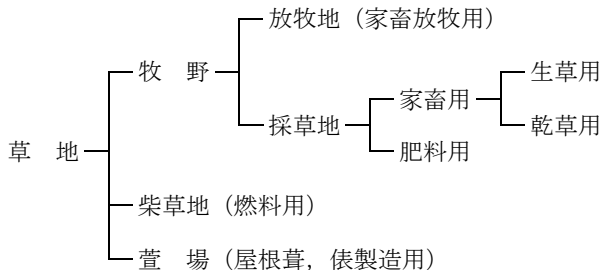 放牧地（家畜放牧用）
牧　野
生草用
家畜用
採草地
乾草用
草　地
肥料用
柴草地（燃料用）
萱　場（屋根葺，俵製造用）